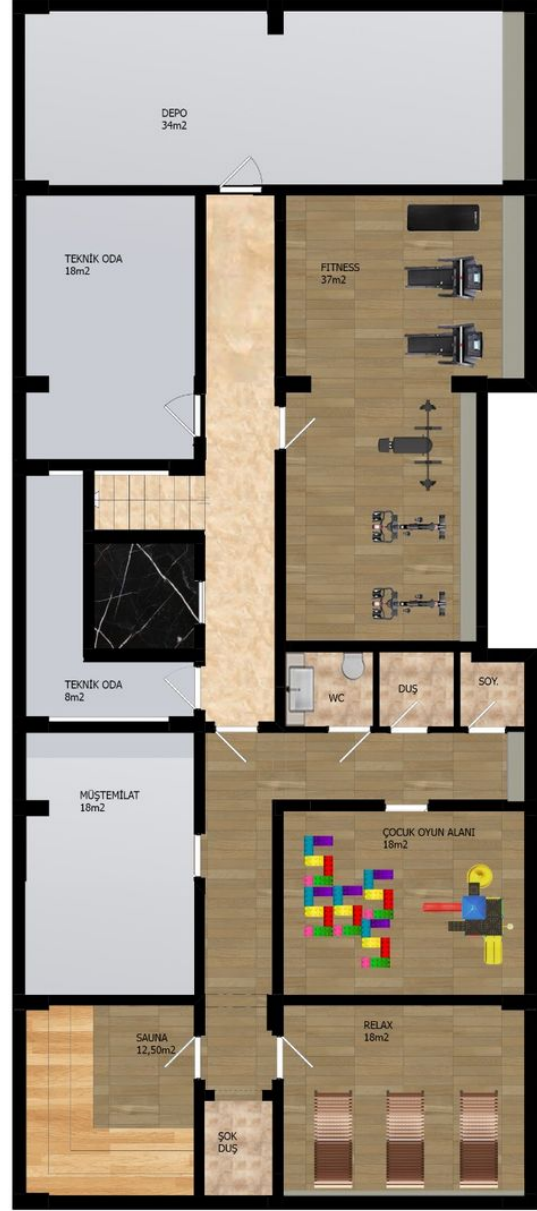 DEPO
34m2
TEKNİK ODA
18m2
FITNESS
37m2
TEKNİK ODA
8m2
WC
DUŞ
SOY.
MÜŞTEMİLAT
18m2
ÇOCUK OYUN ALANI
18m2
SAUNA
12,50m2
RELAX
18m2
ŞOK
DUŞ